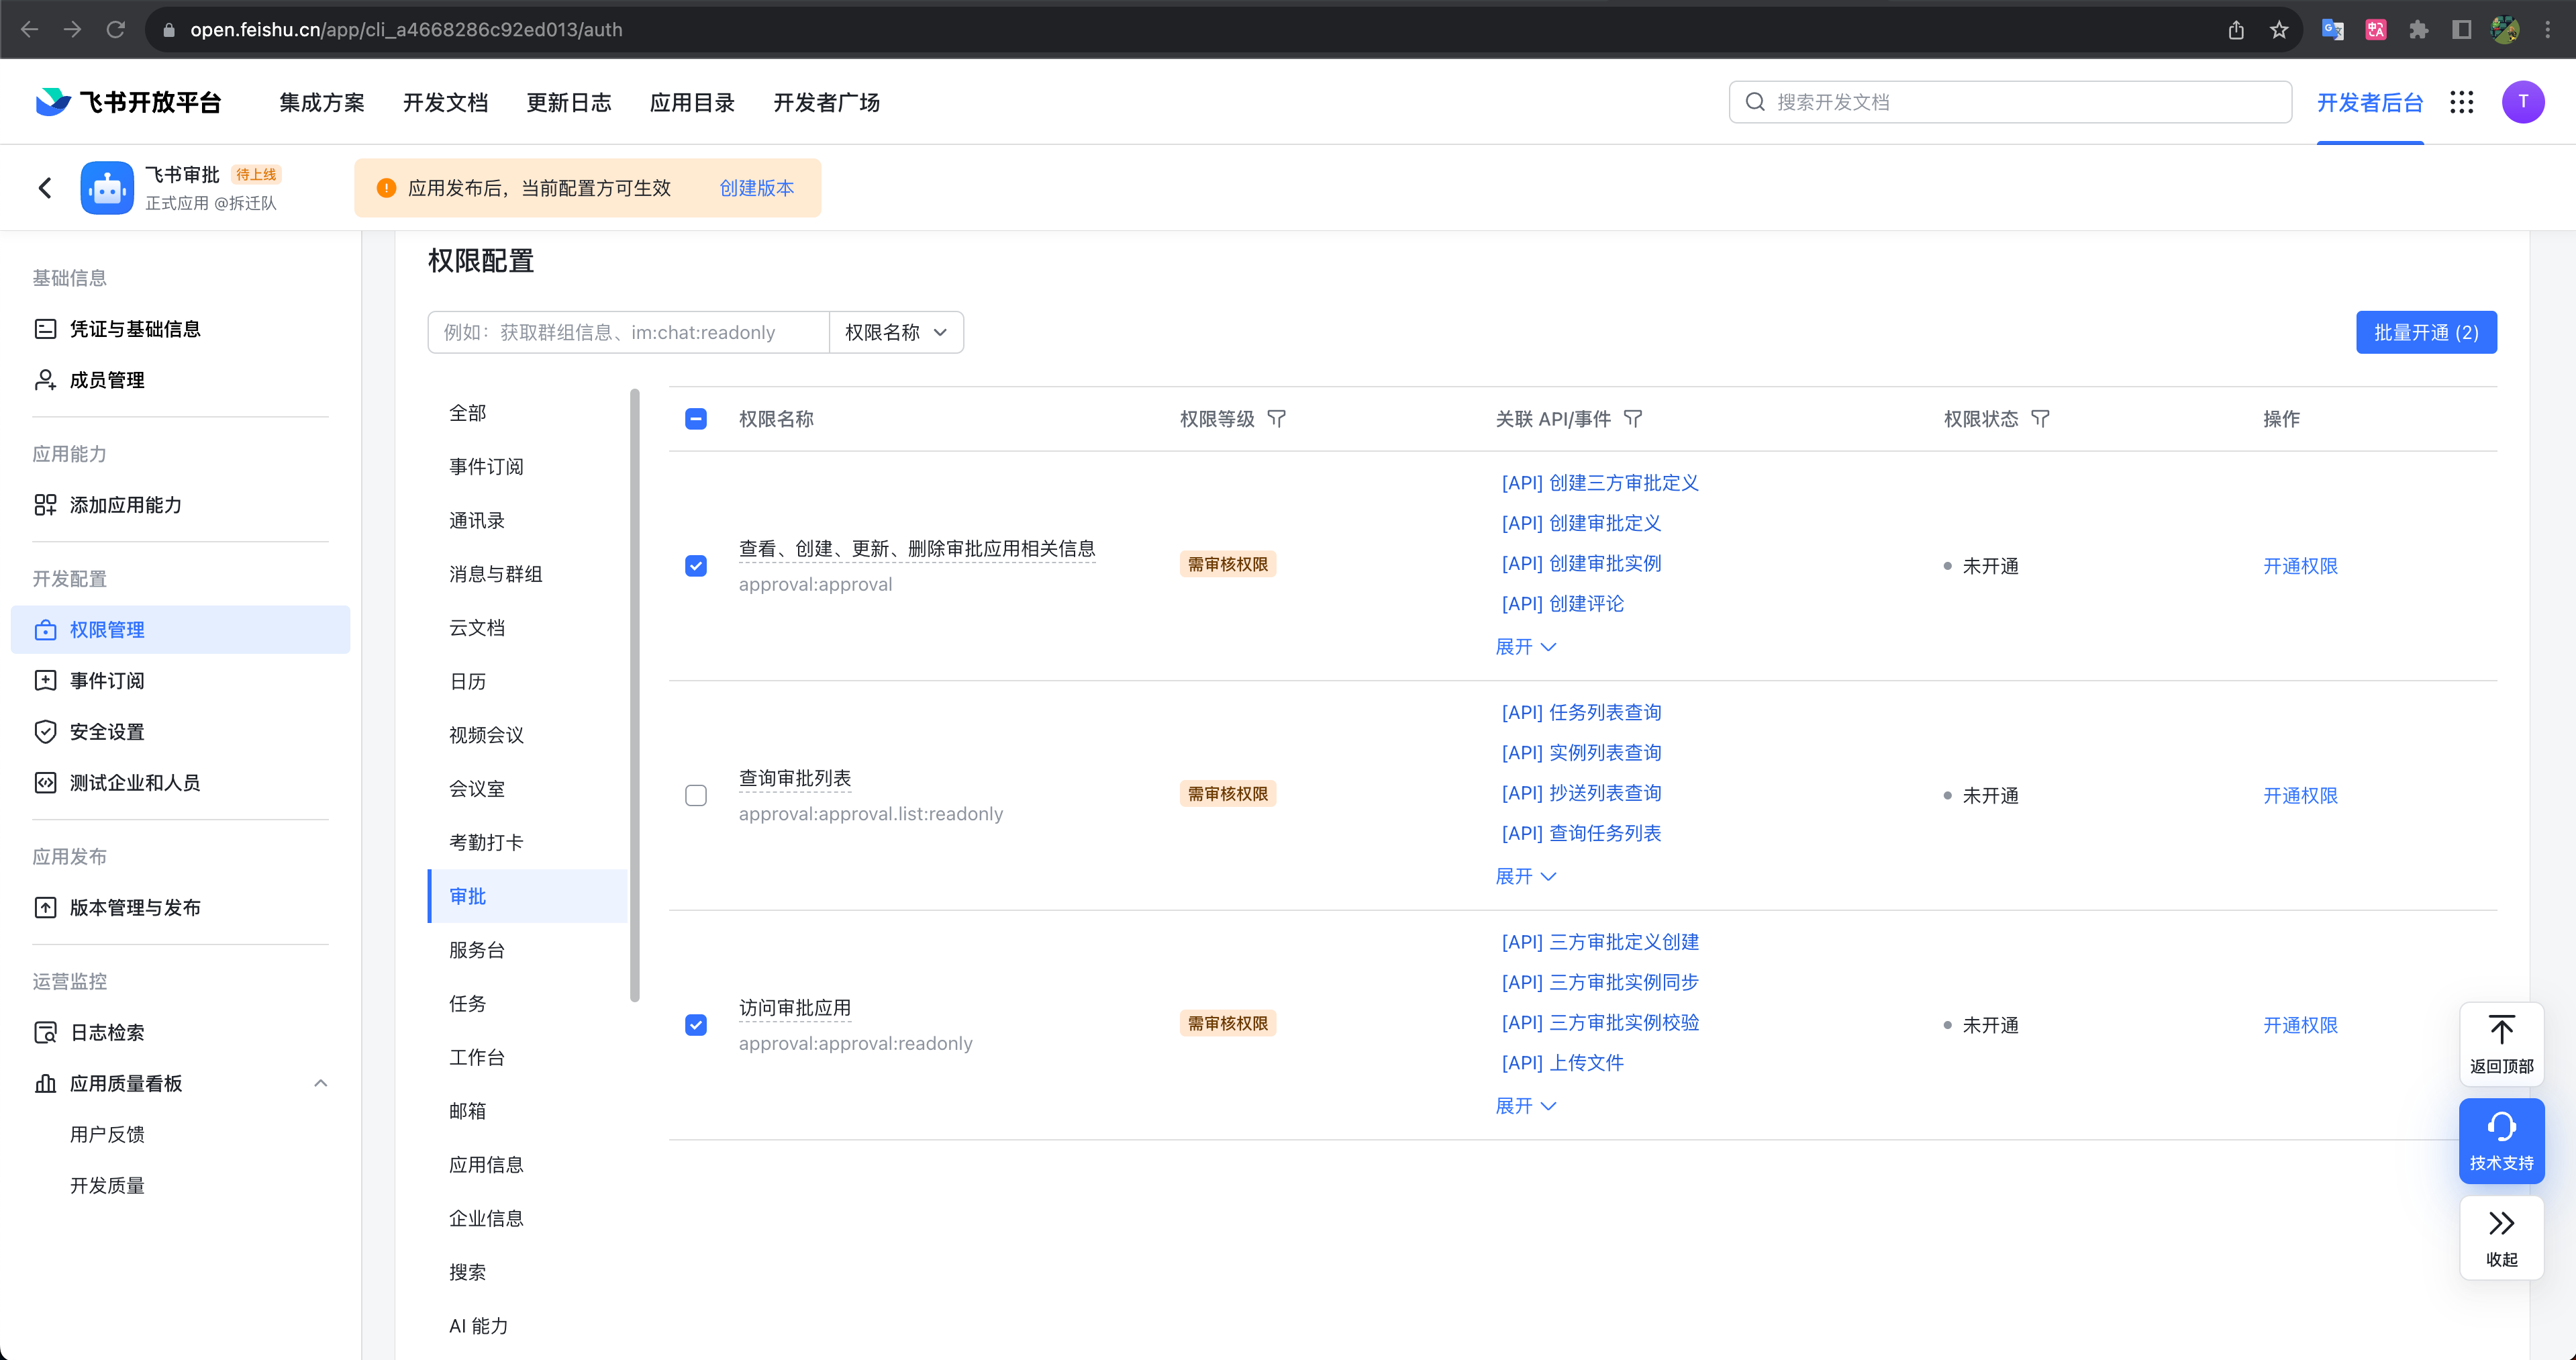 open.feishu.cn/app/cli_a4668286c92ed013/auth
飞书开放平台
集成方案
开发文档
更新日志
应用目录
开发者广场
搜索开发文档
开发者后台
T
飞书审批
待上线
正式应用 @拆迁队
应用发布后，当前配置方可生效
创建版本
基础信息
凭证与基础信息
成员管理
应用能力
添加应用能力
开发配置
权限管理
事件订阅
安全设置
测试企业和人员
应用发布
版本管理与发布
运营监控
日志检索
应用质量看板
用户反馈
开发质量
权限配置
例如：获取群组信息、im:chat:readonly
权限名称
批量开通 (2)
全部
事件订阅
通讯录
消息与群组
云文档
日历
视频会议
会议室
考勤打卡
审批
服务台
任务
工作台
邮箱
应用信息
企业信息
搜索
AI 能力
权限名称
权限等级
关联 API/事件
权限状态
操作
查看、创建、更新、删除审批应用相关信息
approval:approval
需审核权限
[API] 创建三方审批定义
[API] 创建审批定义
[API] 创建审批实例
[API] 创建评论
展开
未开通
开通权限
查询审批列表
approval:approval.list:readonly
需审核权限
[API] 任务列表查询
[API] 实例列表查询
[API] 抄送列表查询
[API] 查询任务列表
展开
未开通
开通权限
访问审批应用
approval:approval:readonly
需审核权限
[API] 三方审批定义创建
[API] 三方审批实例同步
[API] 三方审批实例校验
[API] 上传文件
展开
未开通
开通权限
返回顶部
技术支持
收起